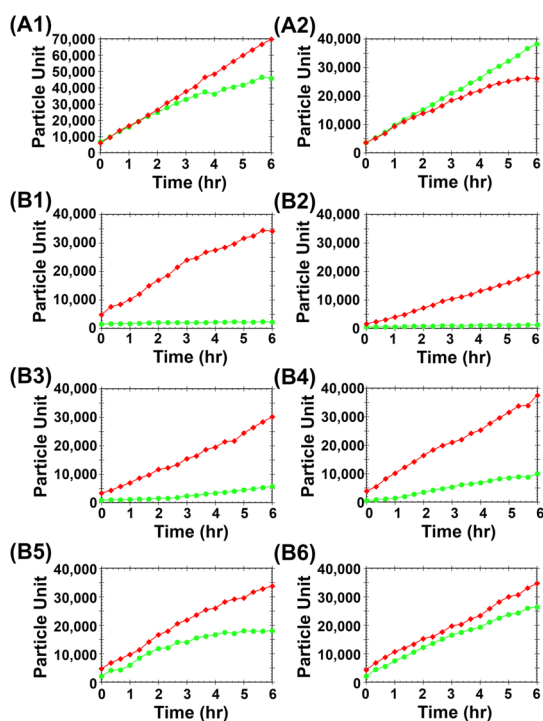 (A1)
(A2)
Particle Unit
70,000
60,000
50,000
40,000
30,000
20,000
10,000
0
0 1 2 3 4 5 6
Time (hr)
Particle Unit
40,000
30,000
20,000
10,000
0
0 1 2 3 4 5 6
Time (hr)
(B1)
(B2)
Particle Unit
40,000
30,000
20,000
10,000
0
0 1 2 3 4 5 6
Time (hr)
Particle Unit
40,000
30,000
20,000
10,000
0
0 1 2 3 4 5 6
Time (hr)
(B3)
(B4)
Particle Unit
40,000
30,000
20,000
10,000
0
0 1 2 3 4 5 6
Time (hr)
Particle Unit
40,000
30,000
20,000
10,000
0
0 1 2 3 4 5 6
Time (hr)
(B5)
(B6)
Particle Unit
40,000
30,000
20,000
10,000
0
0 1 2 3 4 5 6
Time (hr)
Particle Unit
40,000
30,000
20,000
10,000
0
0 1 2 3 4 5 6
Time (hr)